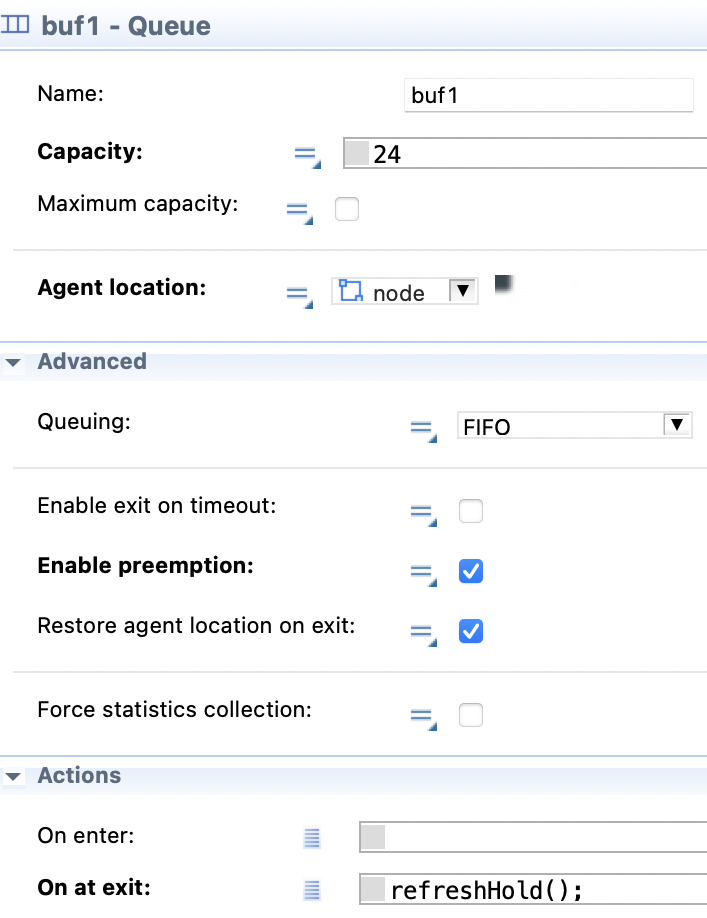 buf1 - Queue
Name: buf1
Capacity: 24
Maximum capacity:
Agent location: node
Advanced
Queuing: FIFO
Enable exit on timeout:
Enable preemption:
Restore agent location on exit:
Force statistics collection:
Actions
On enter:
On at exit: refreshHold();